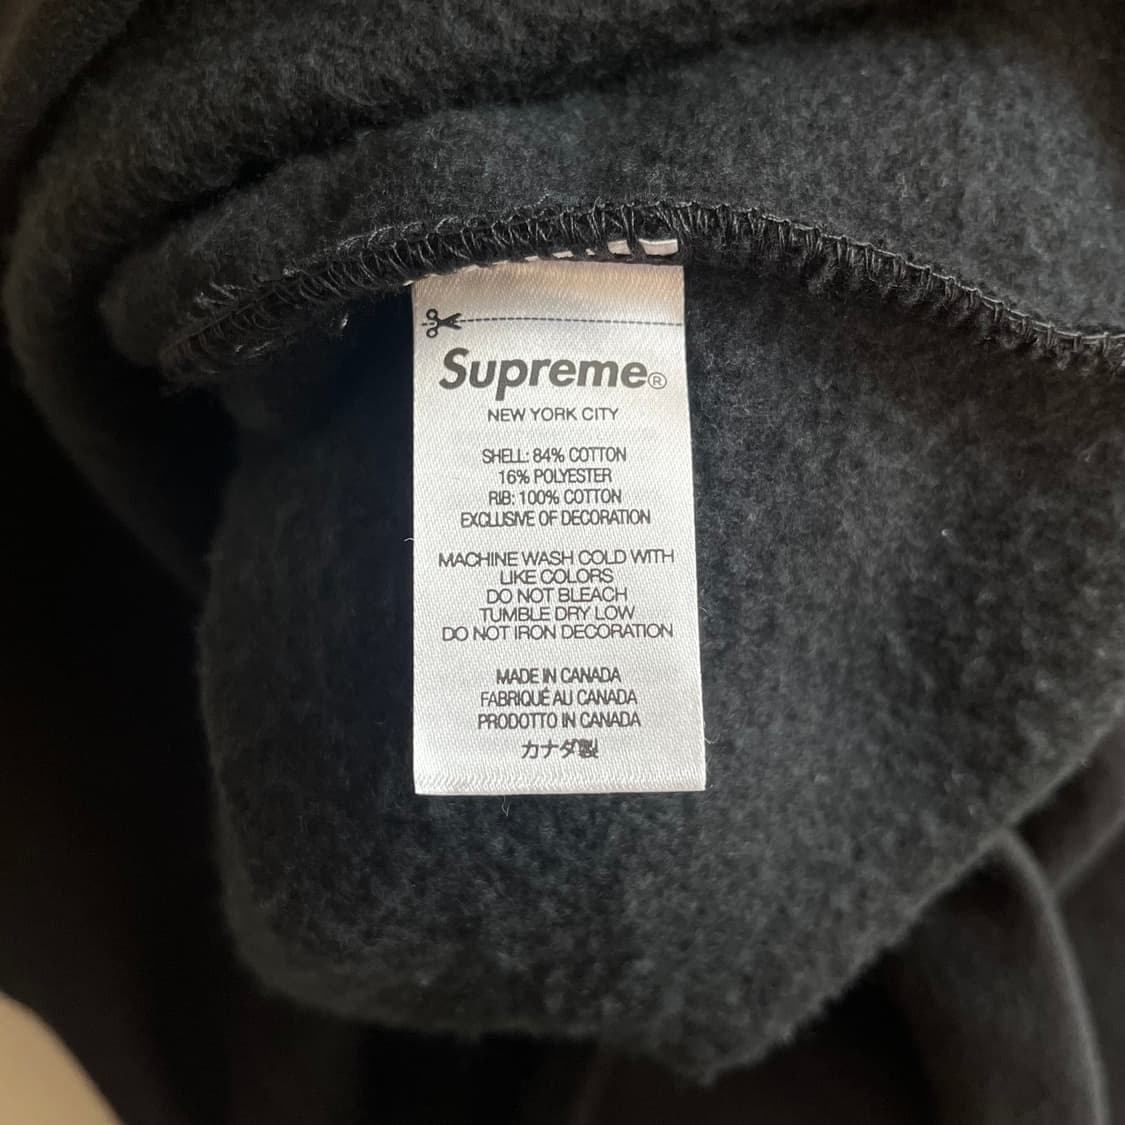 Supreme®
NEW YORK CITY
SHELL: 84% COTTON
16% POLYESTER
RIB: 100% COTTON
EXCLUSIVE OF DECORATION
MACHINE WASH COLD WITH
LIKE COLORS
DO NOT BLEACH
TUMBLE DRY LOW
DO NOT IRON DECORATION
MADE IN CANADA
FABRIQUÉ AU CANADA
PRODOTTO IN CANADA
カナダ製